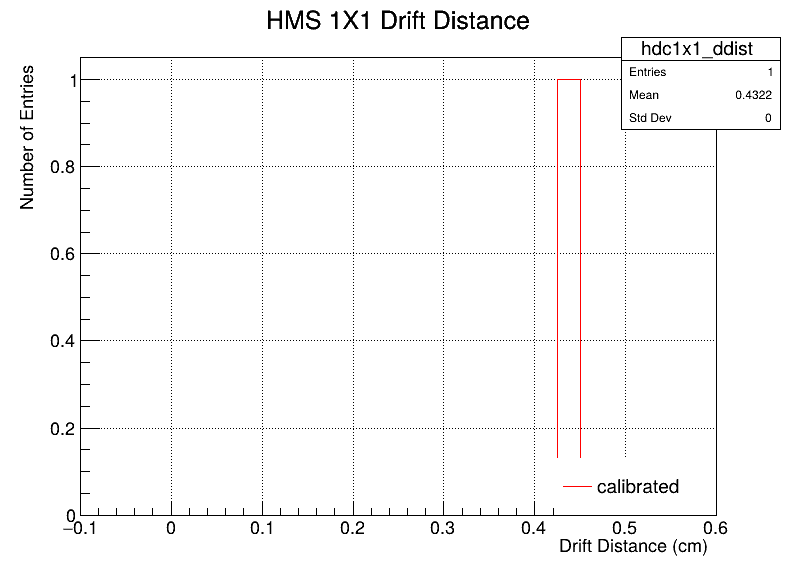 HMS 1X1 Drift Distance
hdc1x1_ddist
Entries 1
Mean 0.4322
Std Dev 0
Number of Entries
1
0.8
0.6
0.4
0.2
0
calibrated
−0.1 0 0.1 0.2 0.3 0.4 0.5 0.6
Drift Distance (cm)